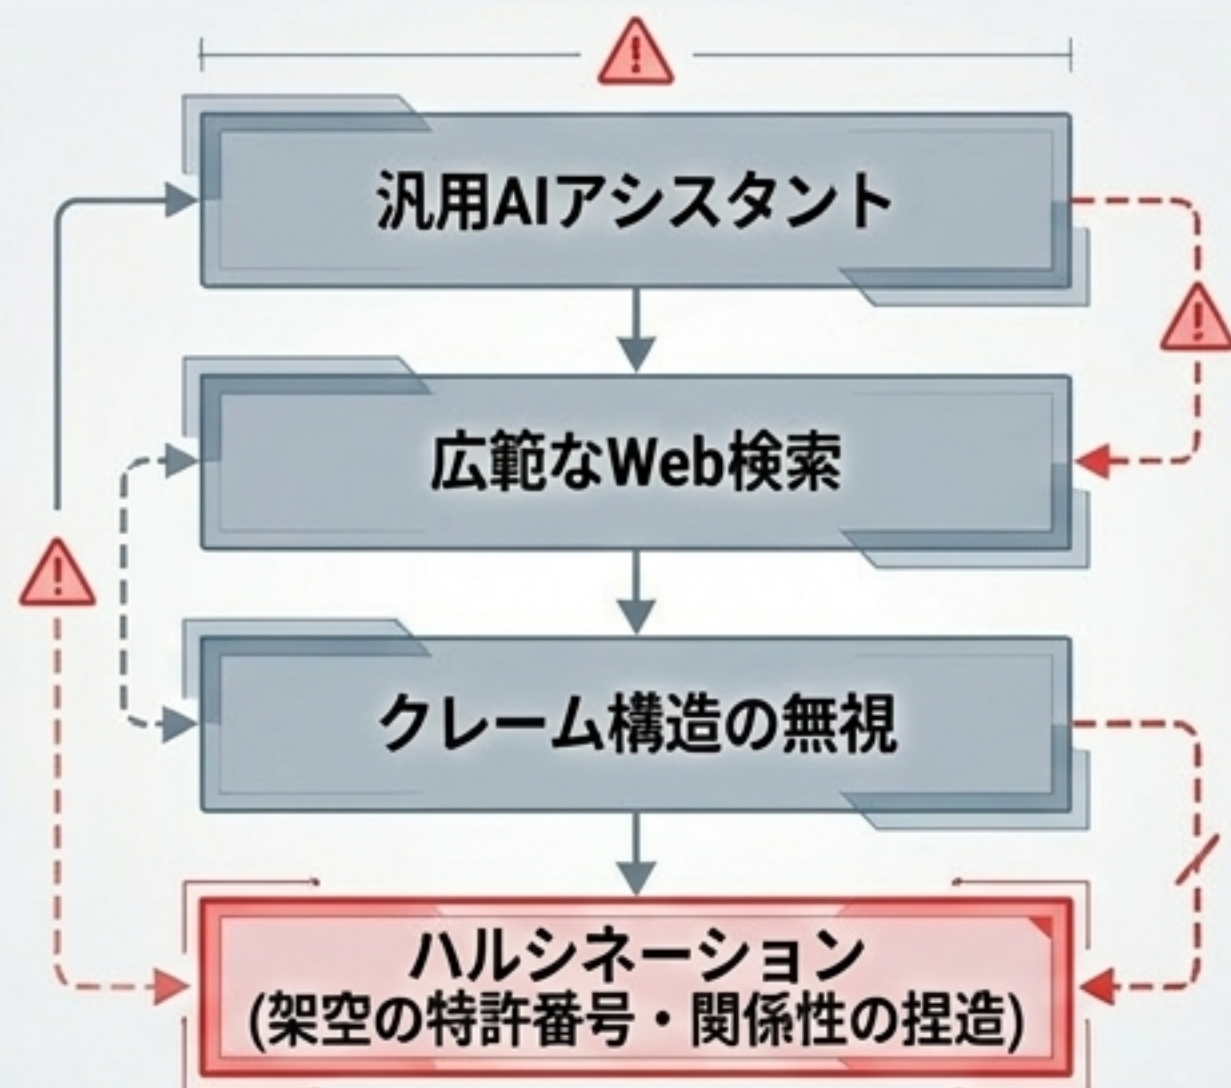 汎用AIアシスタント
広範なWeb検索
クレーム構造の無視
ハルシネーション
(架空の特許番号・関係性の捏造)